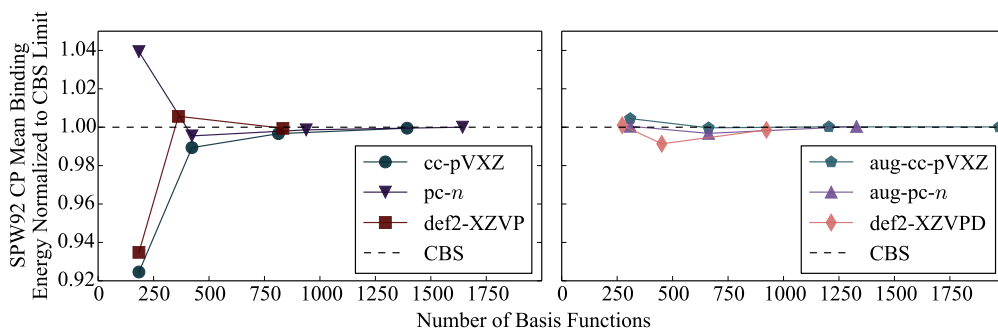 SPW92 CP Mean Binding
Energy Normalized to CBS Limit
1.04
1.02
1.00
0.98
0.96
0.94
0.92
cc-pVXZ
pc-n
def2-XZVP
CBS
0 250 500 750 1000 1250 1500 1750
aug-cc-pVXZ
aug-pc-n
def2-XZVPD
CBS
0 250 500 750 1000 1250 1500 1750
Number of Basis Functions